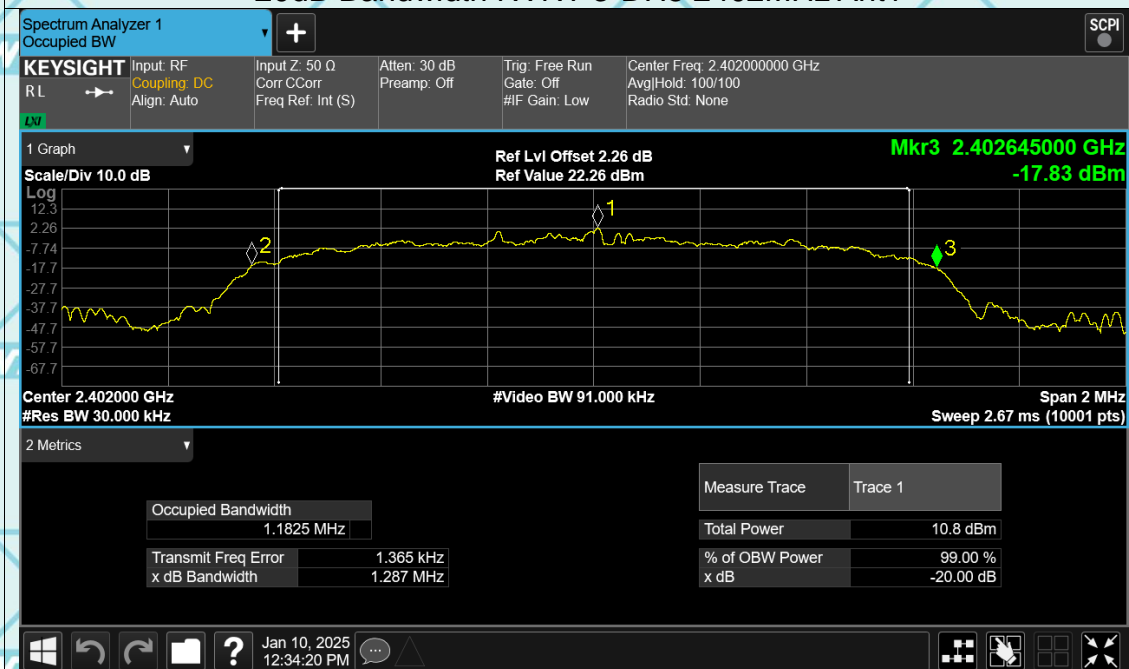 Spectrum Analyzer 1
Occupied BW
SCPI
KEYSIGHT
RL
LXI
Input: RF
Coupling: DC
Align: Auto
Input Z: 50 Ω
Corr CCorr
Freq Ref: Int (S)
Atten: 30 dB
Preamp: Off
Trig: Free Run
Gate: Off
#IF Gain: Low
Center Freq: 2.402000000 GHz
Avg|Hold: 100/100
Radio Std: None
1 Graph
Scale/Div 10.0 dB
Ref Lvl Offset 2.26 dB
Ref Value 22.26 dBm
Mkr3 2.402645000 GHz
-17.83 dBm
Log
12.3
2.26
-7.74
-17.7
-27.7
-37.7
-47.7
-57.7
-67.7
1
2
3
Center 2.402000 GHz
#Video BW 91.000 kHz
Span 2 MHz
#Res BW 30.000 kHz
Sweep 2.67 ms (10001 pts)
2 Metrics
Measure Trace Trace 1
Occupied Bandwidth
1.1825 MHz
Total Power 10.8 dBm
Transmit Freq Error 1.365 kHz
% of OBW Power 99.00 %
x dB Bandwidth 1.287 MHz
x dB -20.00 dB
?
Jan 10, 2025
12:34:20 PM